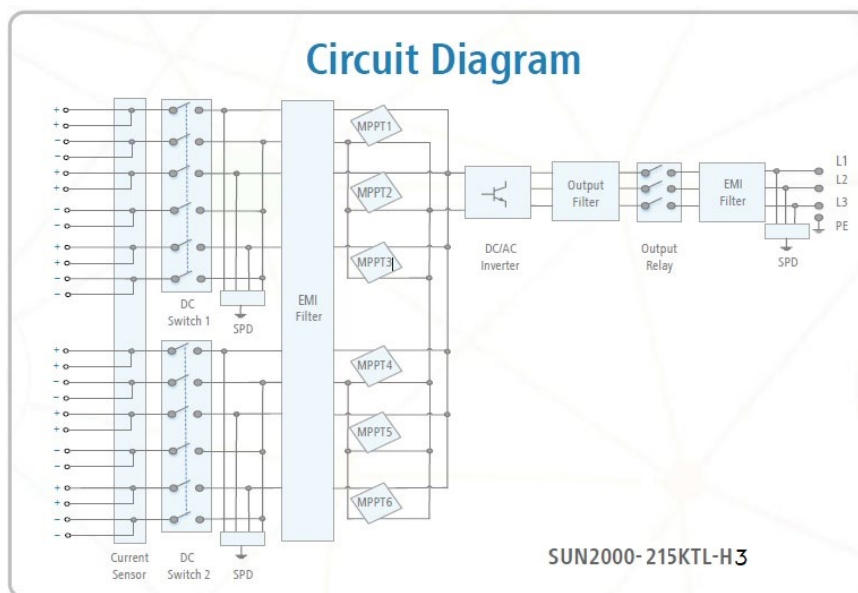 Circuit Diagram
+
+
−
−
+
+
−
−
+
+
−
−
DC
Switch 1
SPD
+
+
−
−
+
+
−
−
+
+
−
−
Current
Sensor
DC
Switch 2
SPD
EMI
Filter
MPPT1
MPPT2
MPPT3
MPPT4
MPPT5
MPPT6
DC/AC
Inverter
Output
Filter
Output
Relay
EMI
Filter
L1
L2
L3
PE
SPD
SUN2000-215KTL-H3